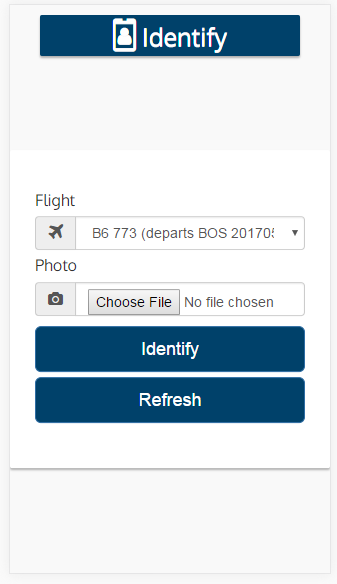 Identify
Flight
B6 773 (departs BOS 201705
Photo
Choose File No file chosen
Identify
Refresh